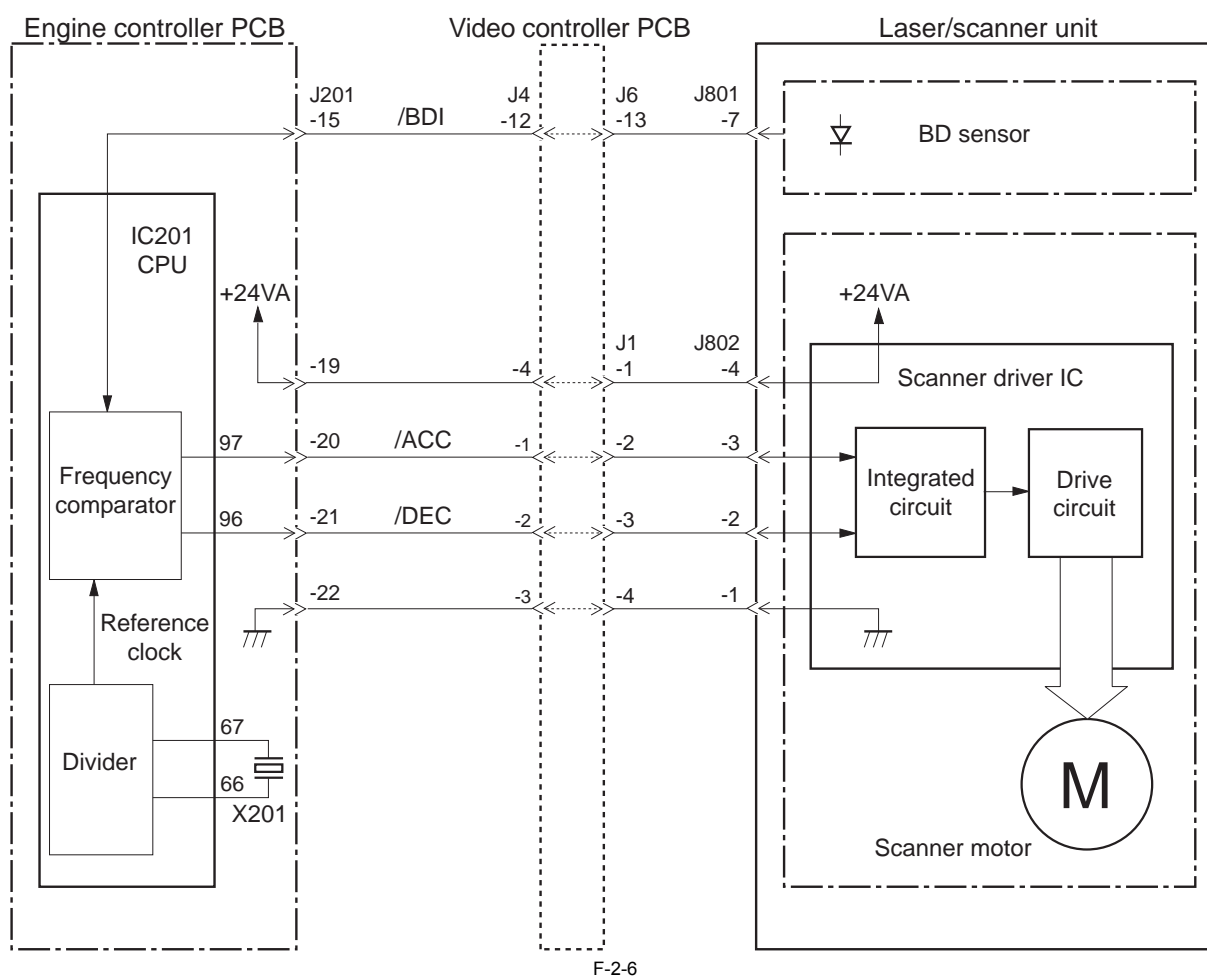 Engine controller PCB
Video controller PCB
Laser/scanner unit
J201
J4
J6
J801
-15
/BDI
-12
-13
-7
BD sensor
IC201
CPU
+24VA
+24VA
J1
J802
-19
-4
-1
-4
Scanner driver IC
97
-20
/ACC
-1
-2
-3
Frequency
comparator
Integrated
circuit
Drive
circuit
96
-21
/DEC
-2
-3
-2
-22
-3
-4
-1
Reference
clock
67
Divider
66
X201
M
Scanner motor
F-2-6